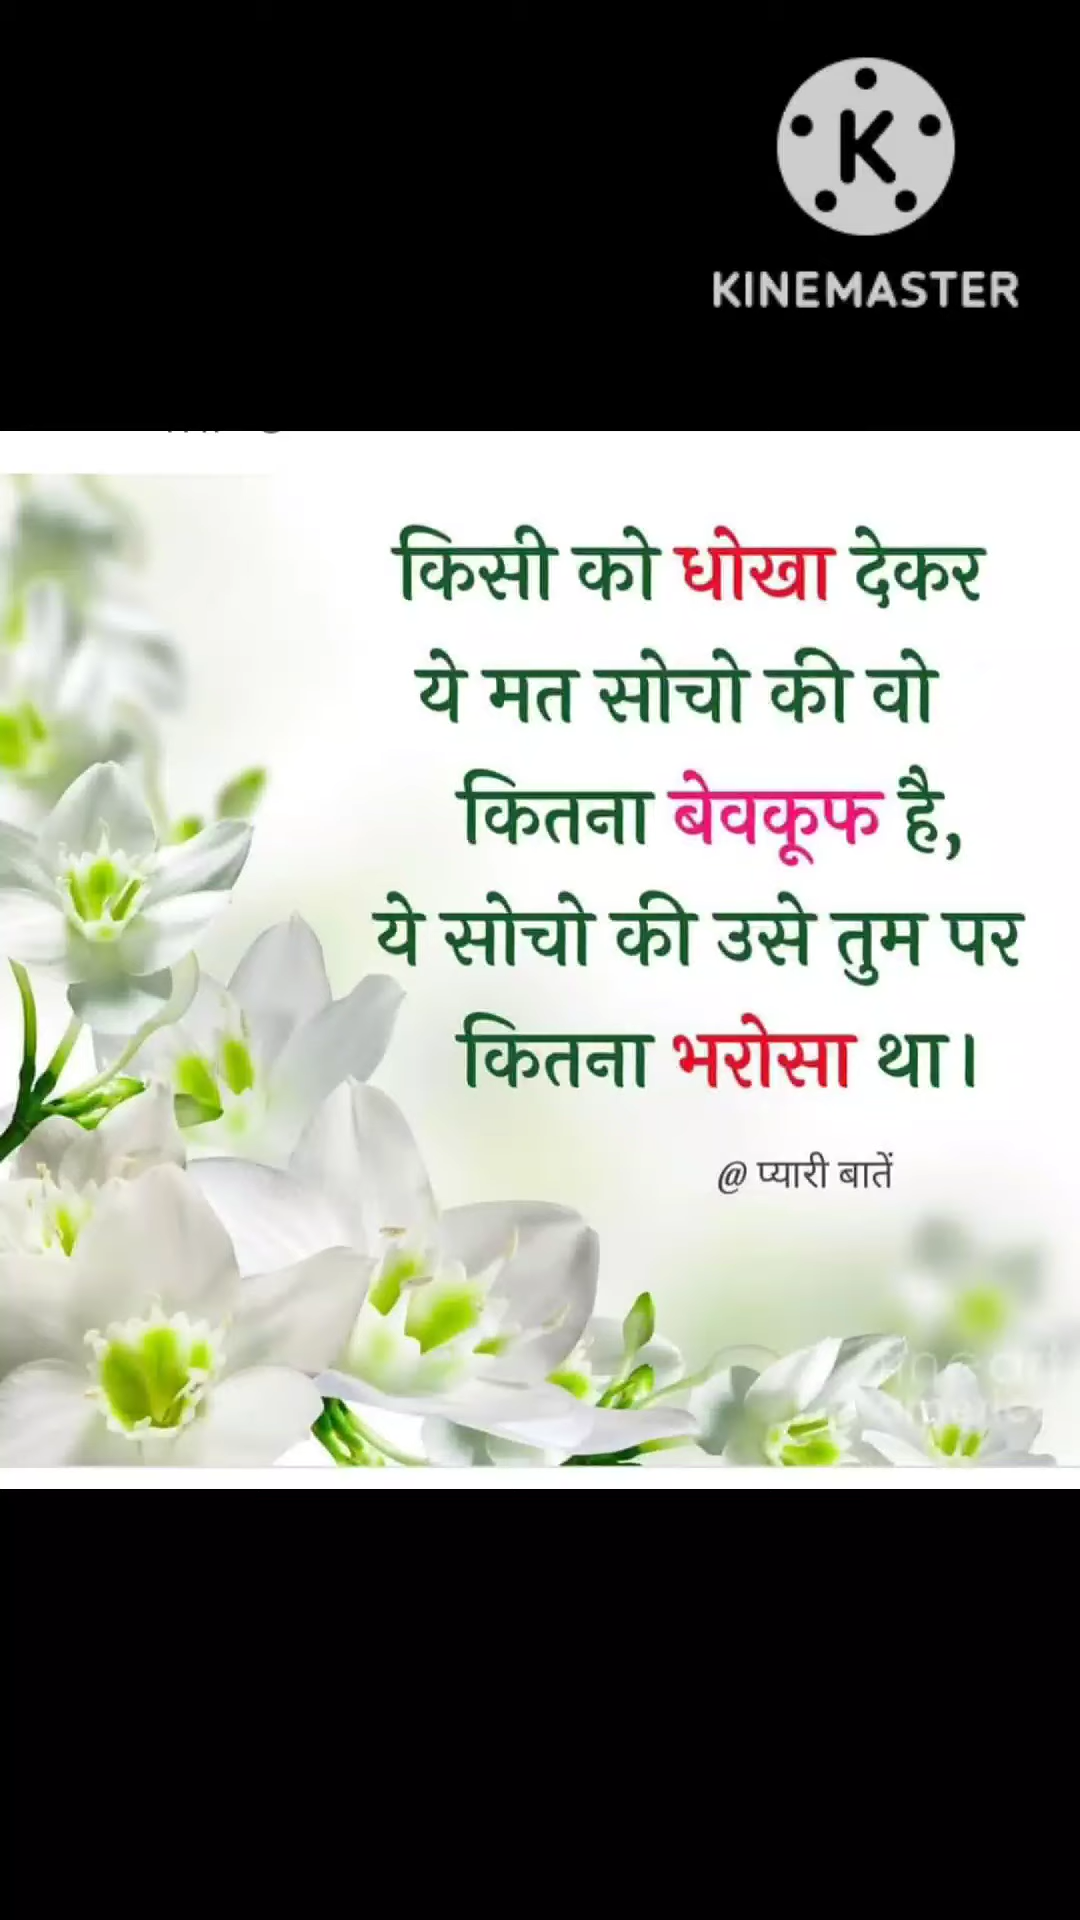 KINEMASTER
किसी को धोखा देकर
ये मत सोचो की वो
कितना बेवकूफ है,
ये सोचो की उसे तुम पर
कितना भरोसा था।
@ प्यारी बातें